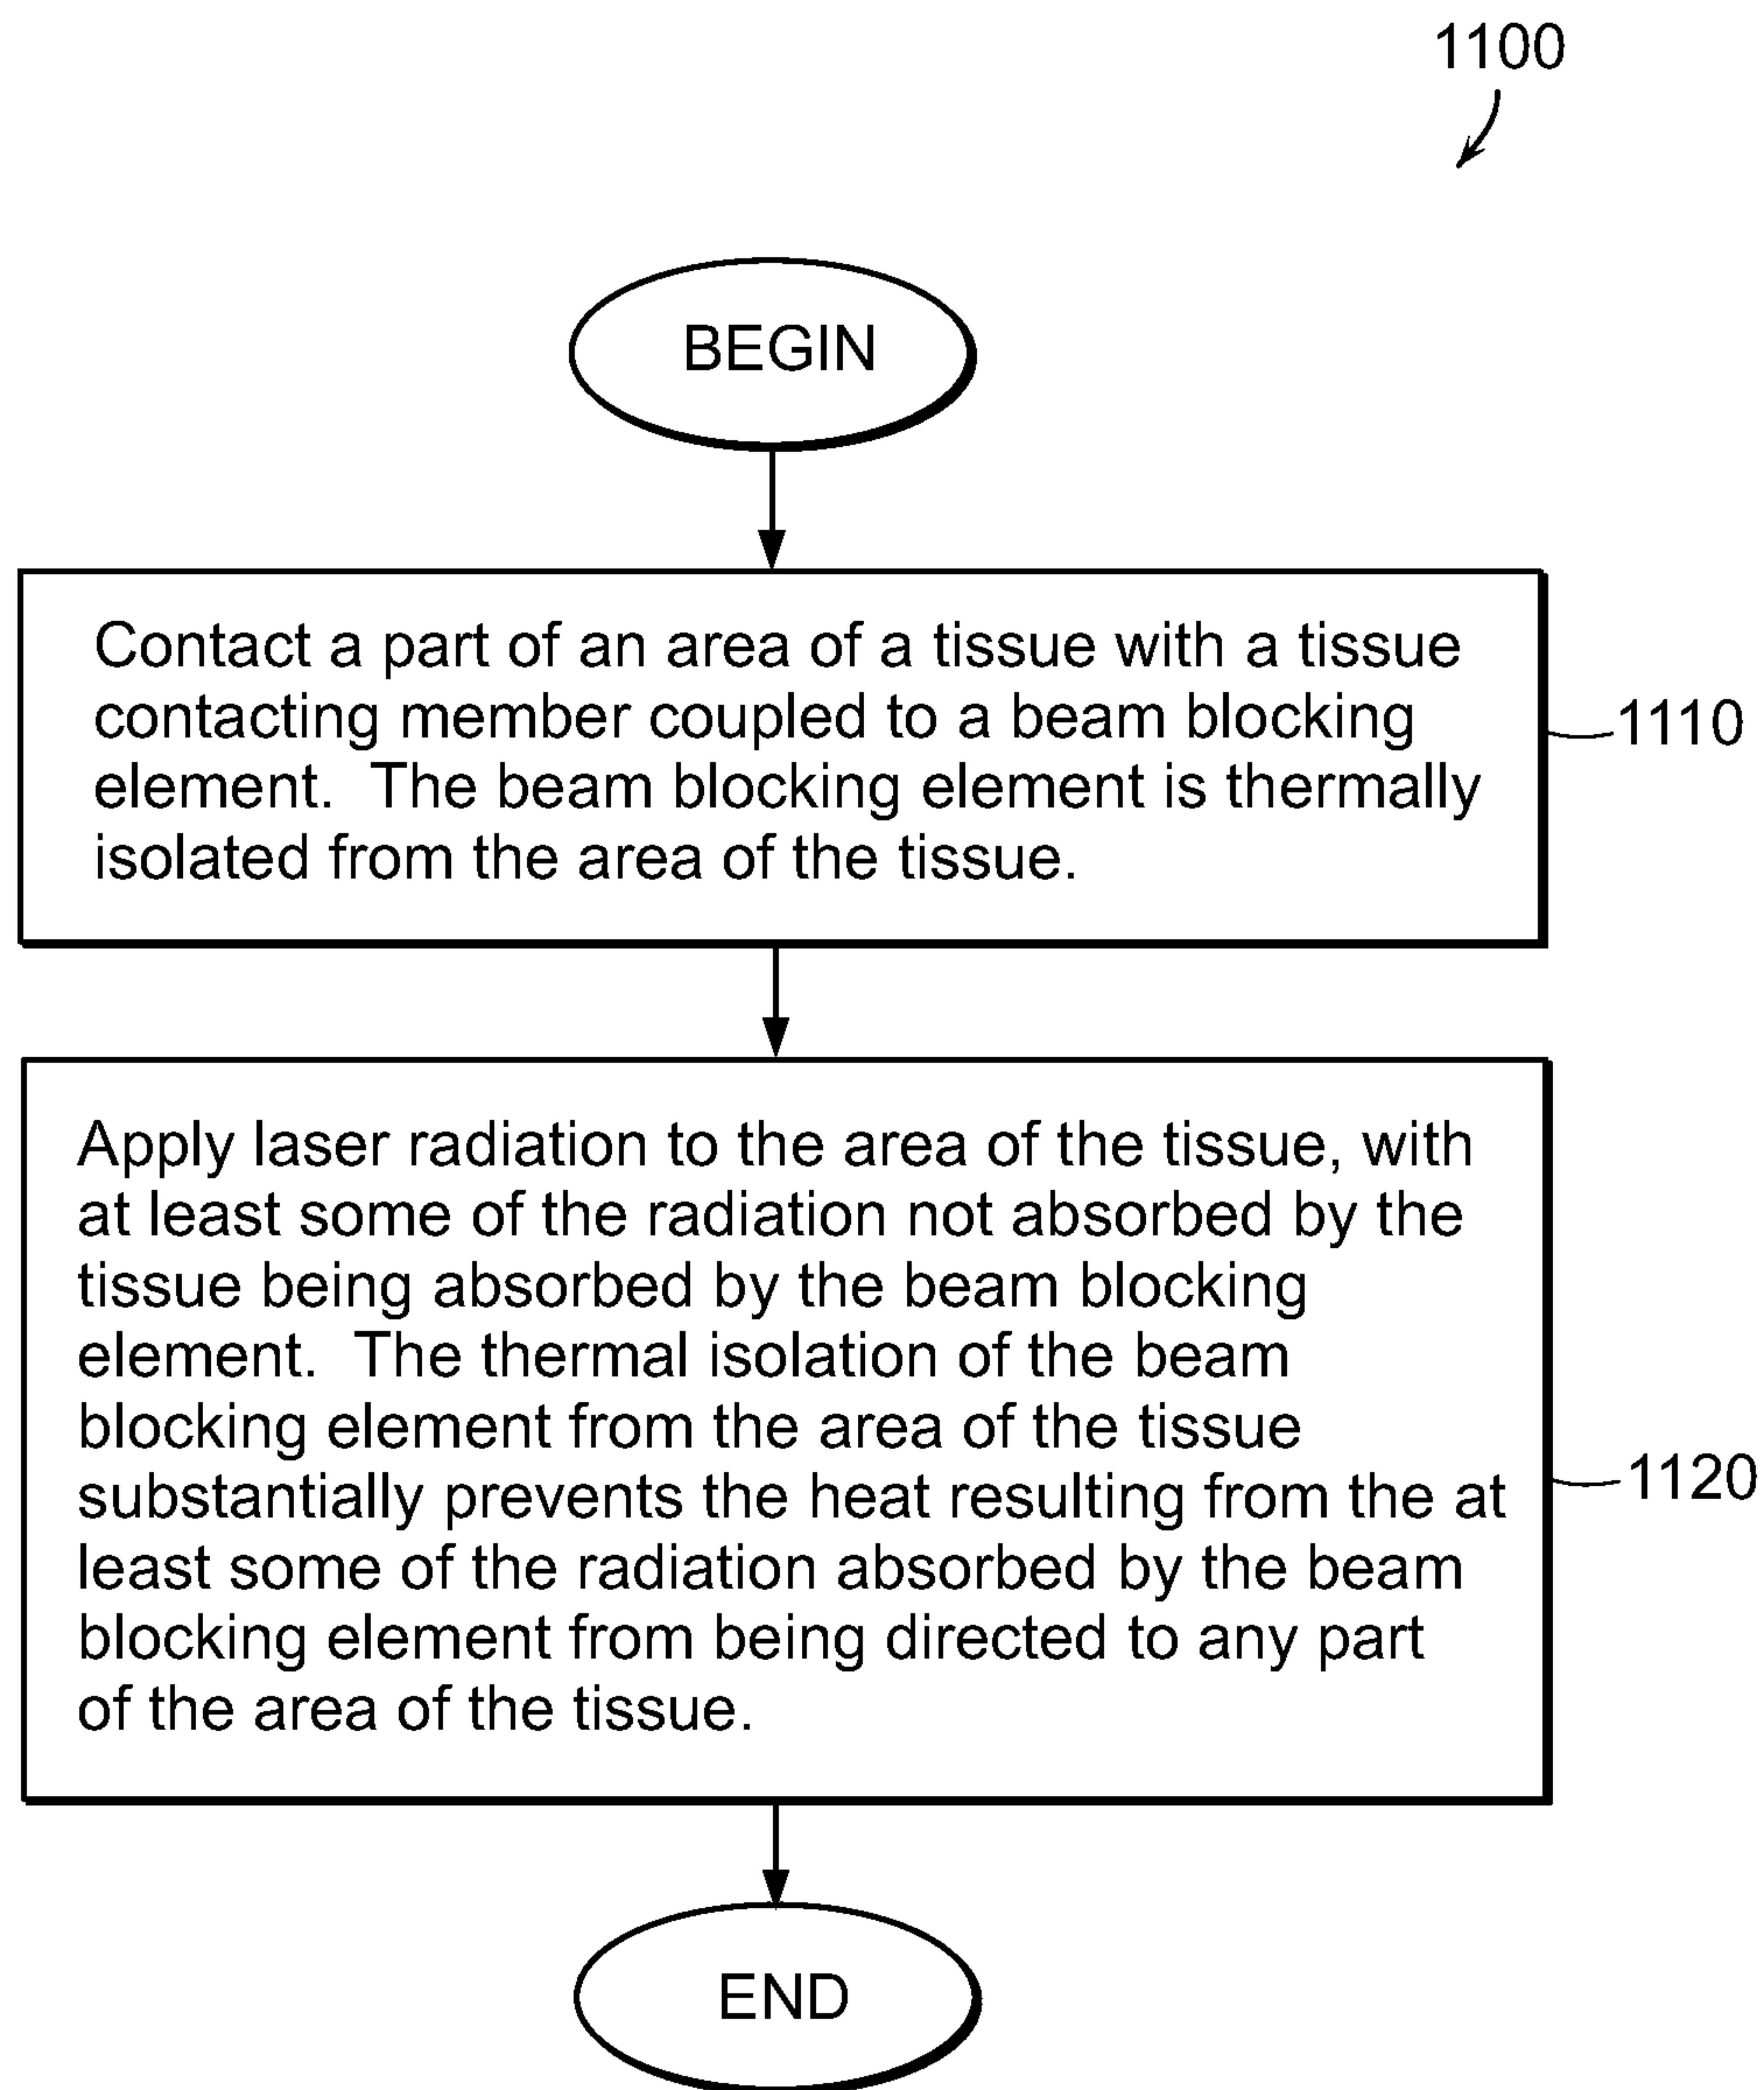 1100
BEGIN
Contact a part of an area of a tissue with a tissue
contacting member coupled to a beam blocking
element. The beam blocking element is thermally
isolated from the area of the tissue.
1110
Apply laser radiation to the area of the tissue, with
at least some of the radiation not absorbed by the
tissue being absorbed by the beam blocking
element. The thermal isolation of the beam
blocking element from the area of the tissue
substantially prevents the heat resulting from the at
least some of the radiation absorbed by the beam
blocking element from being directed to any part
of the area of the tissue.
1120
END